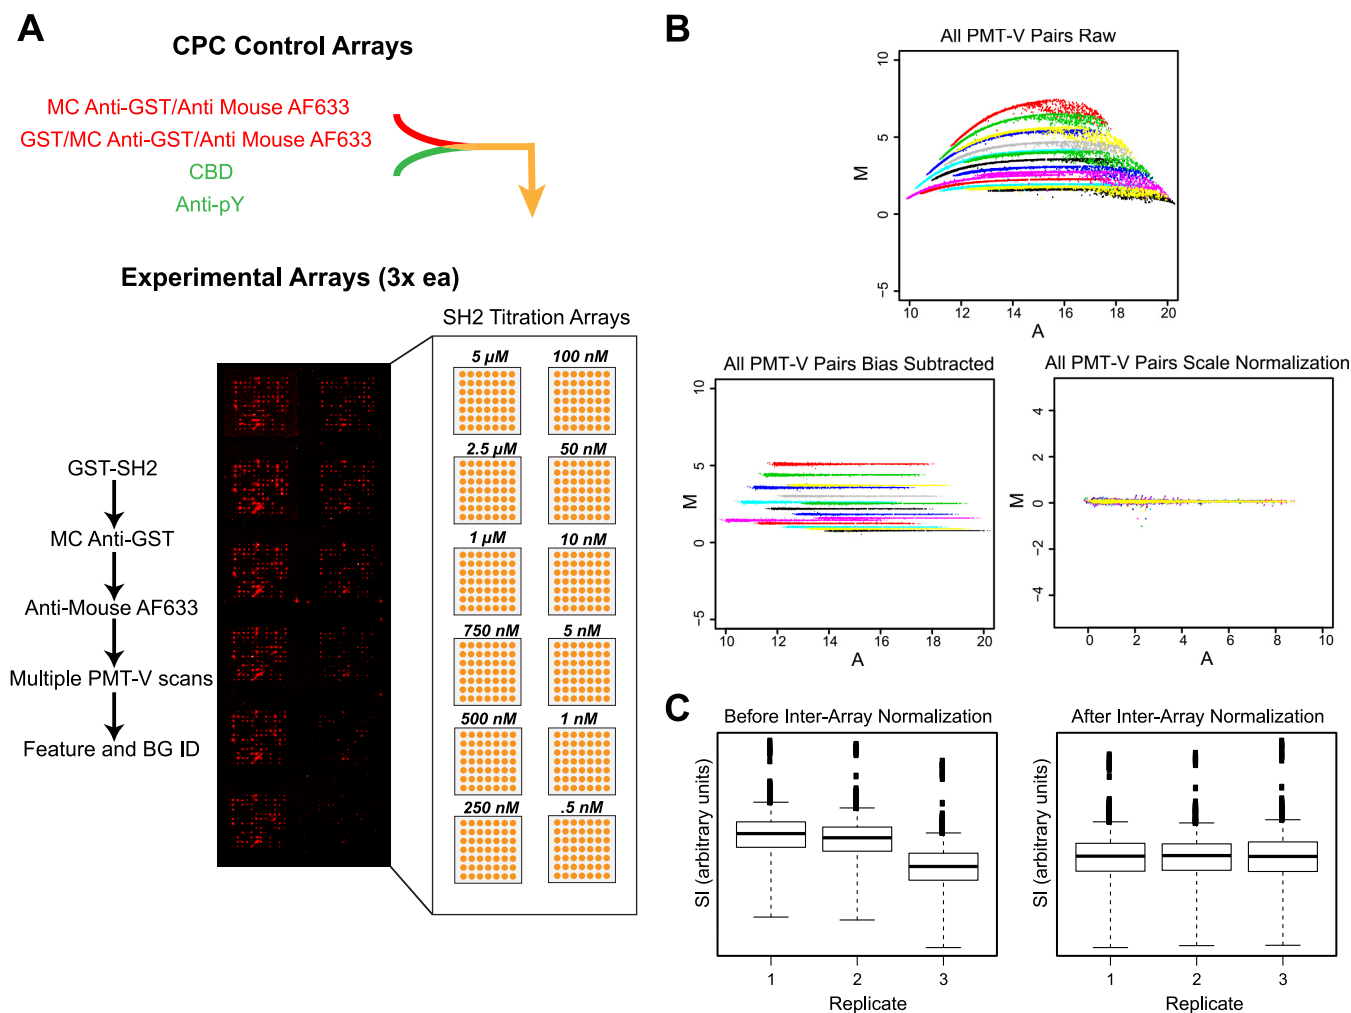 A
CPC Control Arrays
MC Anti-GST/Anti Mouse AF633
GST/MC Anti-GST/Anti Mouse AF633
CBD
Anti-pY
Experimental Arrays (3x ea)
SH2 Titration Arrays
5 µM
100 nM
2.5 µM
50 nM
1 µM
10 nM
750 nM
5 nM
500 nM
1 nM
250 nM
.5 nM
GST-SH2
MC Anti-GST
Anti-Mouse AF633
Multiple PMT-V scans
Feature and BG ID
B
All PMT-V Pairs Raw
M
10
5
0
−5
10
12
14
16
18
20
A
All PMT-V Pairs Bias Subtracted
M
10
5
0
−5
10
12
14
16
18
20
A
All PMT-V Pairs Scale Normalization
M
4
2
0
−2
−4
0
2
4
6
8
10
A
C
Before Inter-Array Normalization
SI (arbitrary units)
1
2
3
Replicate
After Inter-Array Normalization
SI (arbitrary units)
1
2
3
Replicate